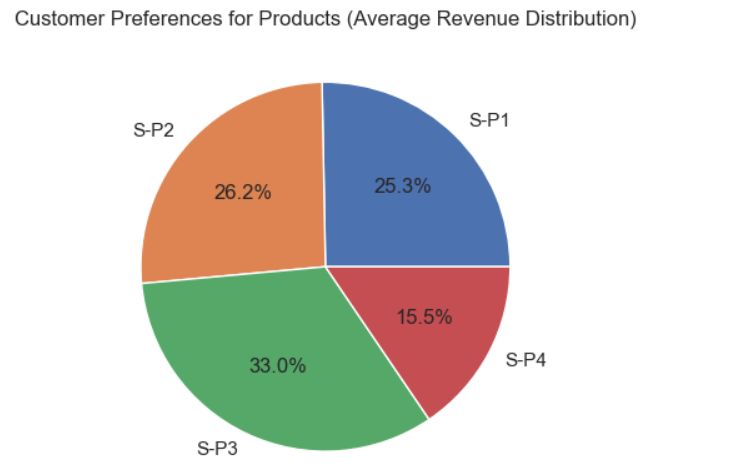 Customer Preferences for Products (Average Revenue Distribution)
S-P1
S-P2
25.3%
26.2%
15.5%
S-P4
33.0%
S-P3